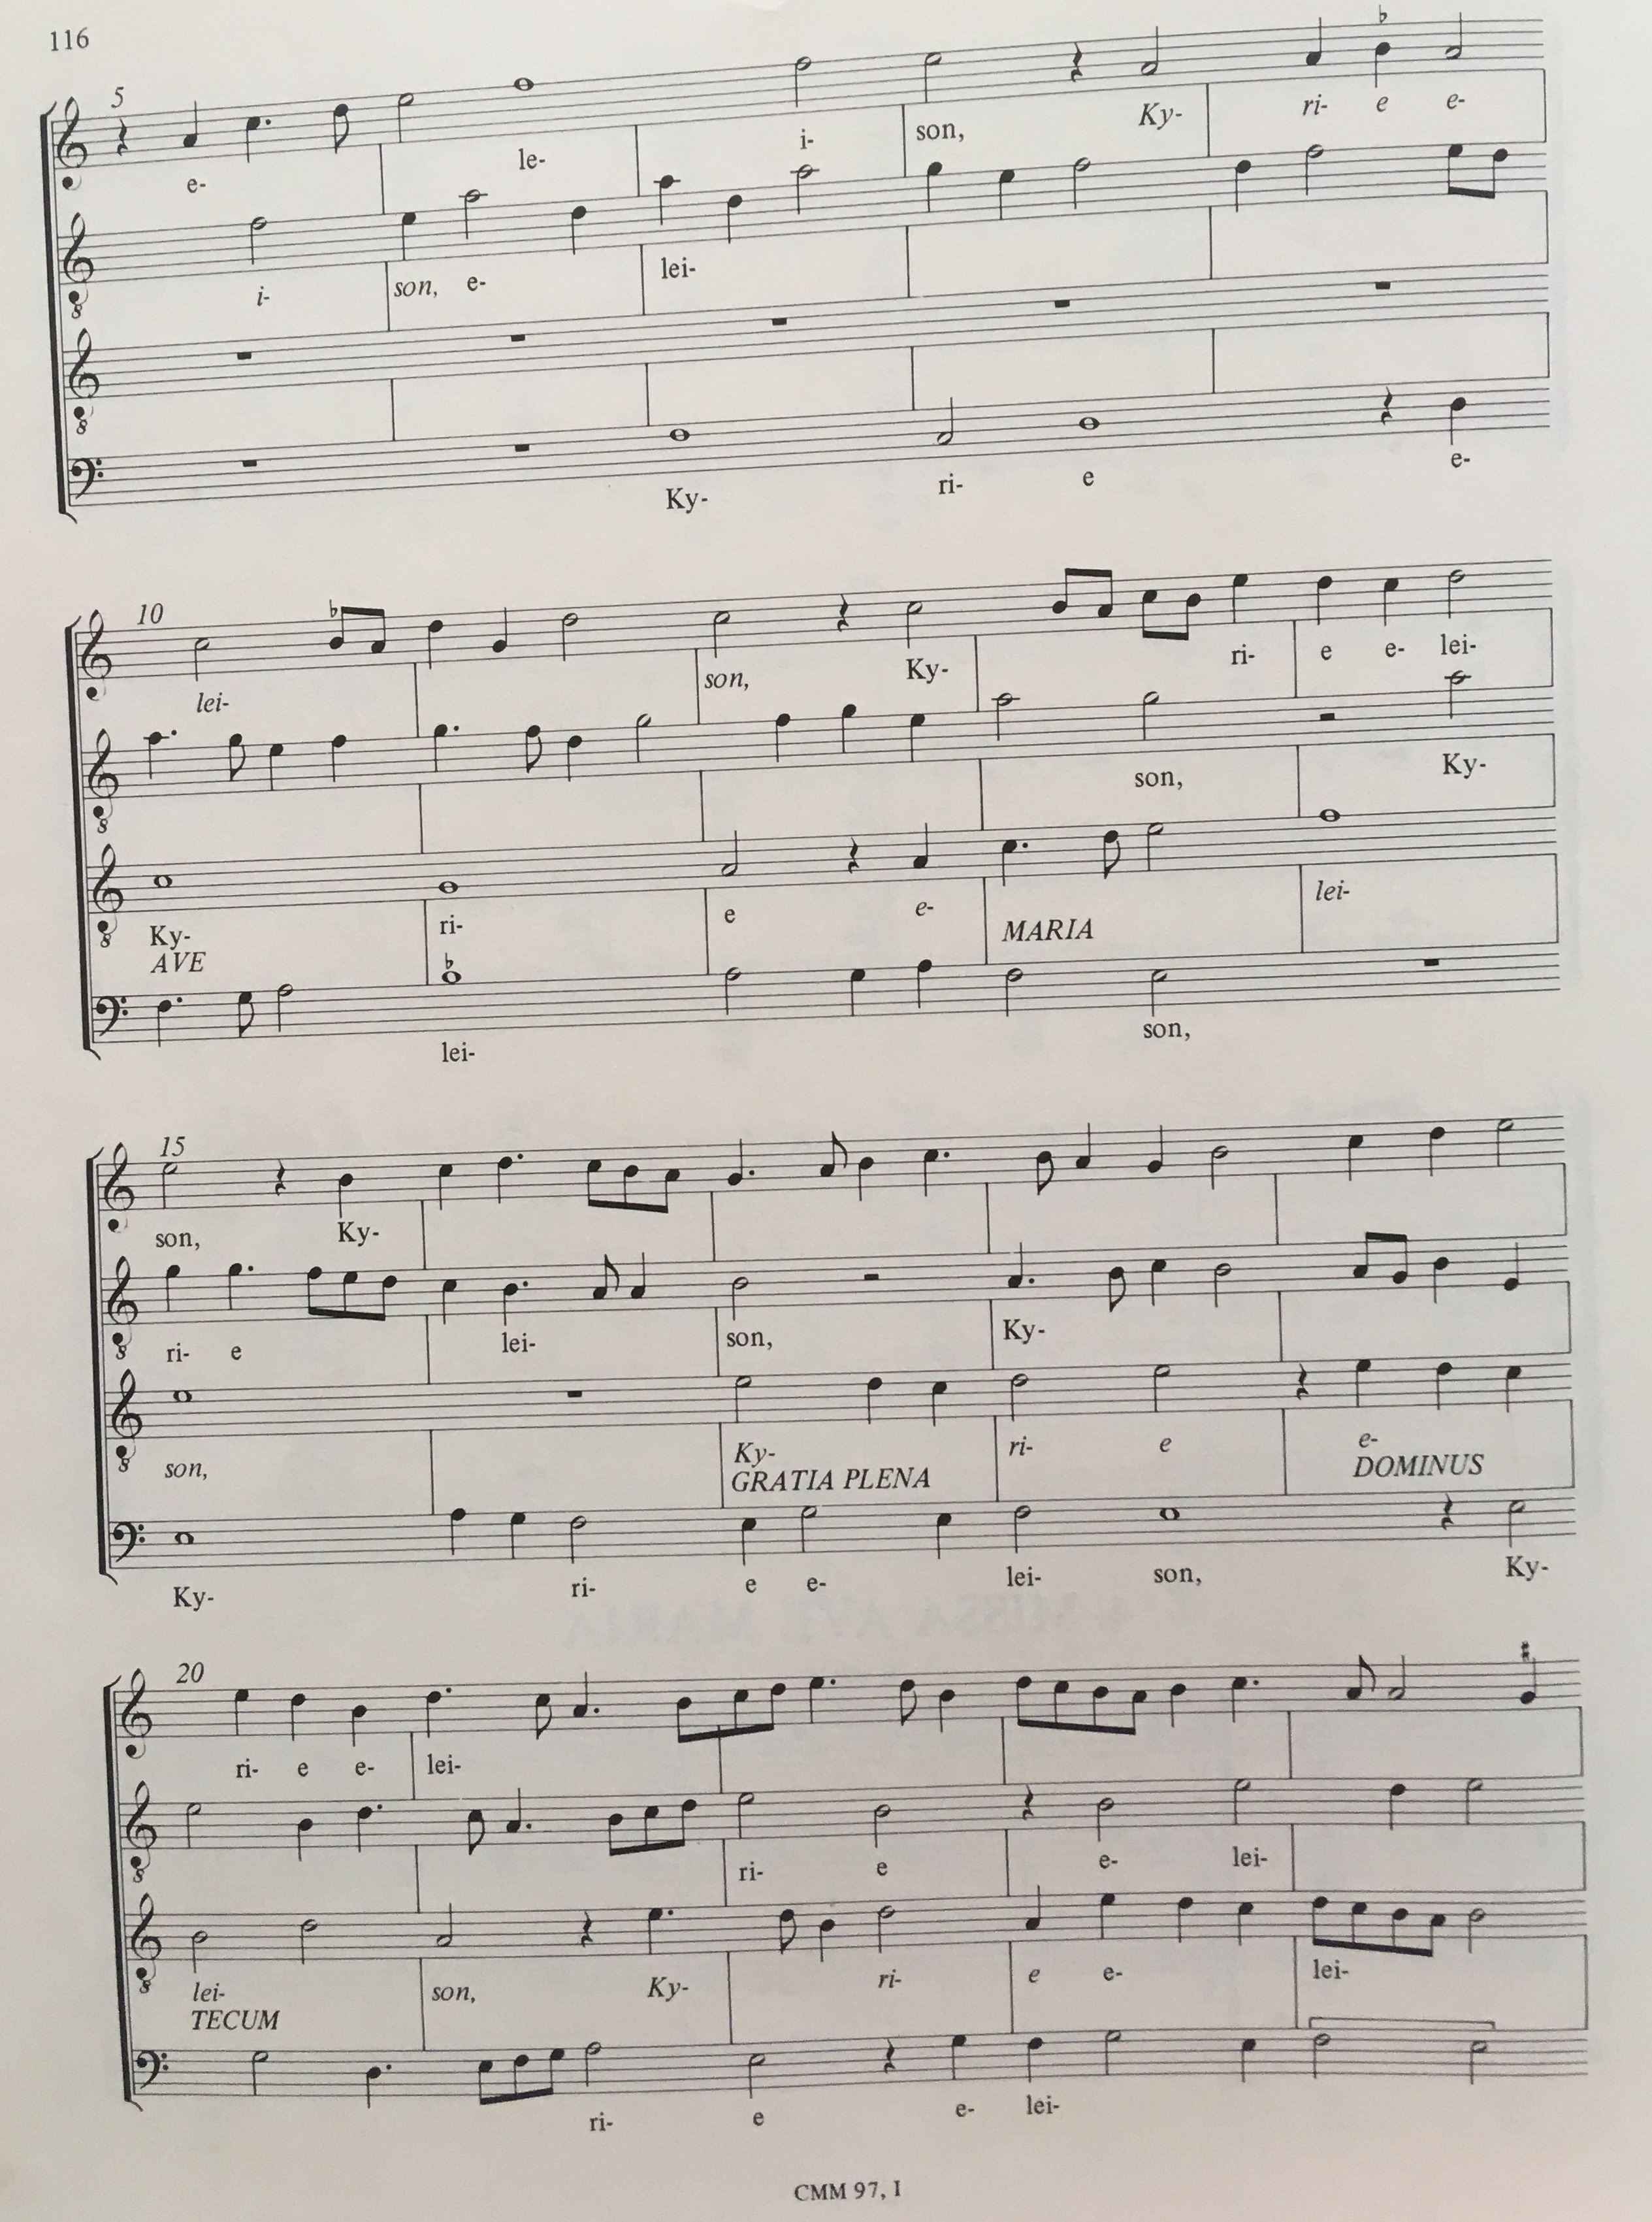 116
5
e- le- i- son, Ky- ri- e e-
i- son, e- lei-
Ky- ri- e e-
10
lei- son, Ky- ri- e e- lei-
son, Ky-
Ky- ri- e e- lei-
AVE MARIA
lei- son,
15
son, Ky-
ri- e lei- son, Ky-
son, Ky- ri- e e-
GRATIA PLENA DOMINUS
Ky- ri- e e- lei- son, Ky-
20
ri- e e- lei-
ri- e e- lei-
lei- son, Ky- ri- e e- lei-
TECUM
ri- e e- lei-
CMM 97, I